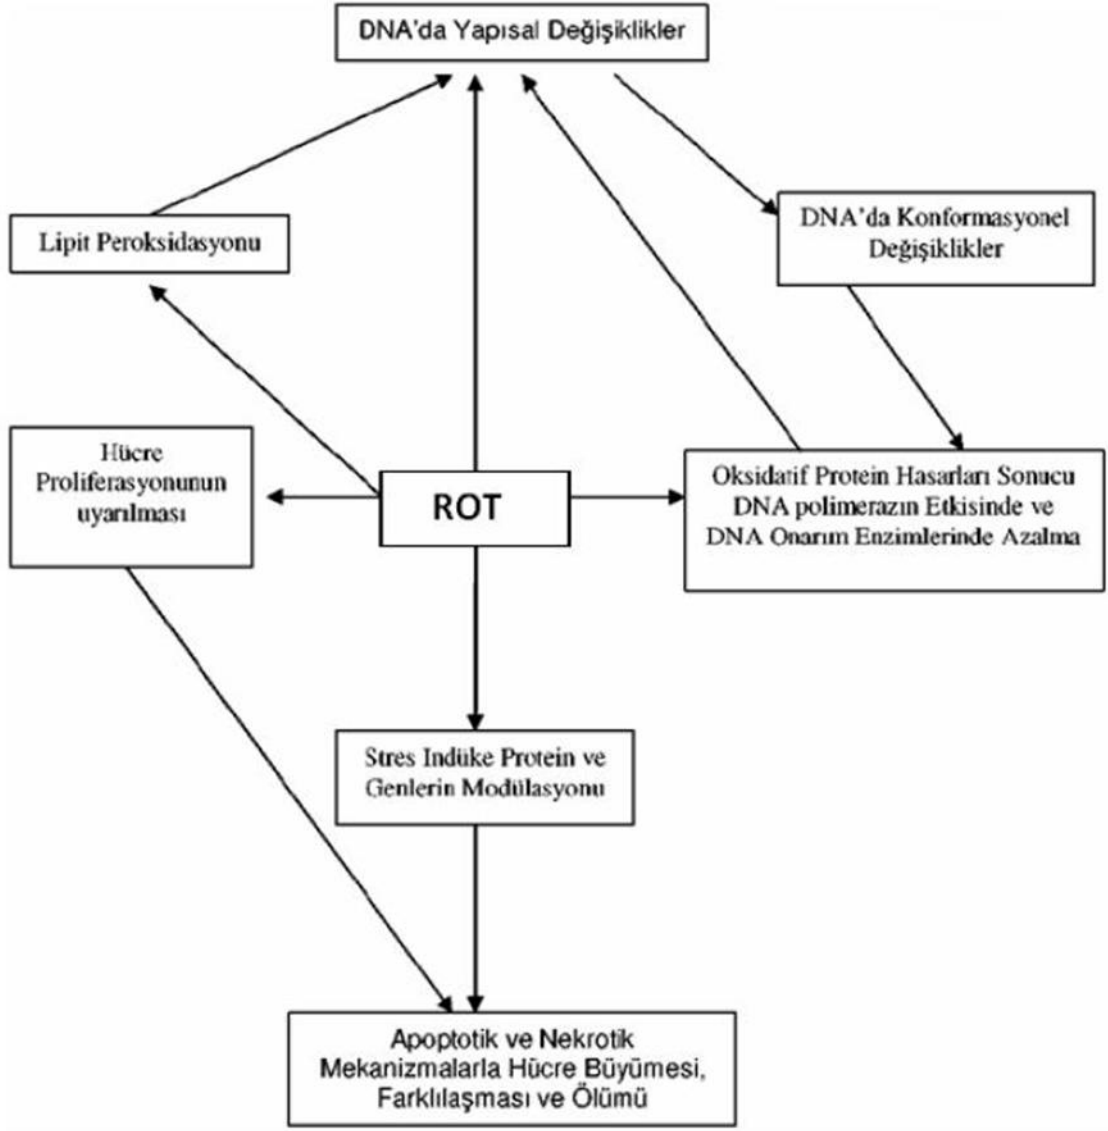 DNA'da Yapısal Değişiklikler
DNA'da Konformasyonel
Değişiklikler
Lipit Peroksidasyonu
Hücre
Proliferasyonunun
uyarılması
ROT
Oksidatif Protein Hasarları Sonucu
DNA polimerazın Etkisinde ve
DNA Onarım Enzimlerinde Azalma
Stres Indüke Protein ve
Genlerin Modülasyonu
Apoptotik ve Nekrotik
Mekanizmalarla Hücre Büyümesi,
Farklılaşması ve Ölümü